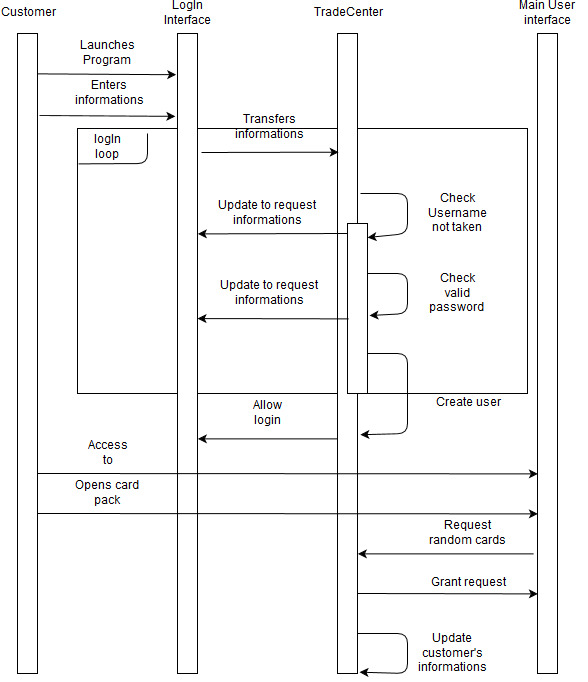 Customer
LogIn
Interface
TradeCenter
Main User
interface
Launches
Program
Enters
informations
logIn
loop
Transfers
informations
Update to request
informations
Check
Username
not taken
Update to request
informations
Check
valid
password
Allow
login
Create user
Access
to
Opens card
pack
Request
random cards
Grant request
Update
customer's
informations